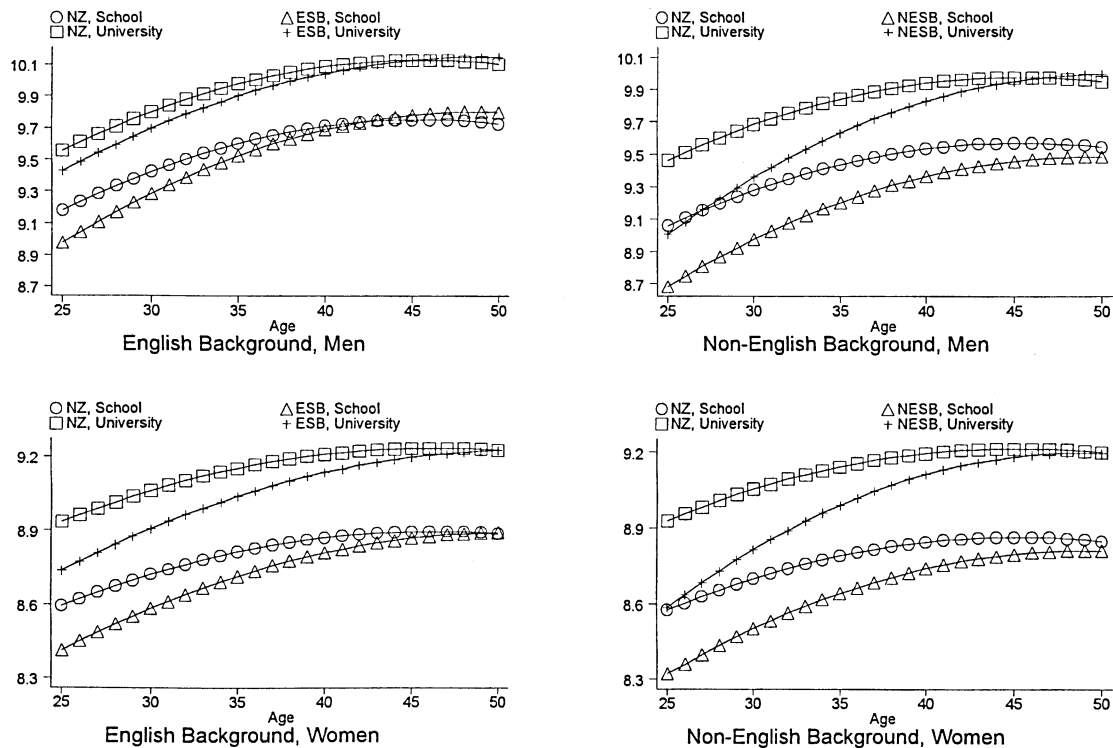 ○ NZ, School △ ESB, School
□ NZ, University + ESB, University
10.1
9.9
9.7
9.5
9.3
9.1
8.9
8.7
25 30 35 40 45 50
Age
English Background, Men
○ NZ, School △ NESB, School
□ NZ, University + NESB, University
10.1
9.9
9.7
9.5
9.3
9.1
8.9
8.7
25 30 35 40 45 50
Age
Non-English Background, Men
○ NZ, School △ ESB, School
□ NZ, University + ESB, University
9.2
8.9
8.6
8.3
25 30 35 40 45 50
Age
English Background, Women
○ NZ, School △ NESB, School
□ NZ, University + NESB, University
9.2
8.9
8.6
8.3
25 30 35 40 45 50
Age
Non-English Background, Women